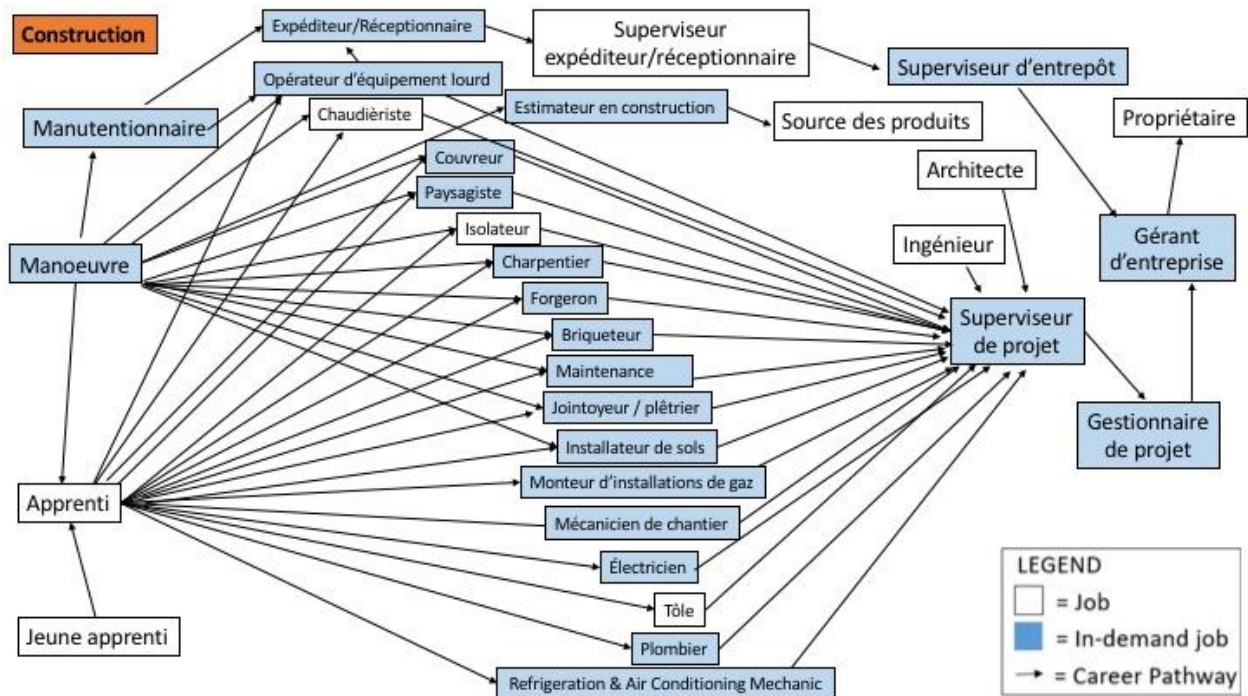 Construction
Expéditeur/Réceptionnaire
Superviseur
expéditeur/réceptionnaire
Superviseur d'entrepôt
Opérateur d'équipement lourd
Manutentionnaire
Chaudièriste
Estimateur en construction
Source des produits
Propriétaire
Couvreur
Architecte
Paysagiste
Isolateur
Ingénieur
Gérant
d'entreprise
Manoeuvre
Charpentier
Forgeron
Superviseur
de projet
Briqueteur
Maintenance
Jointoyeur / plêtrier
Gestionnaire
de projet
Installateur de sols
Monteur d'installations de gaz
Apprenti
Mécanicien de chantier
Électricien
Tôle
Jeune apprenti
Plombier
Refrigeration & Air Conditioning Mechanic
LEGEND
= Job
= In-demand job
= Career Pathway